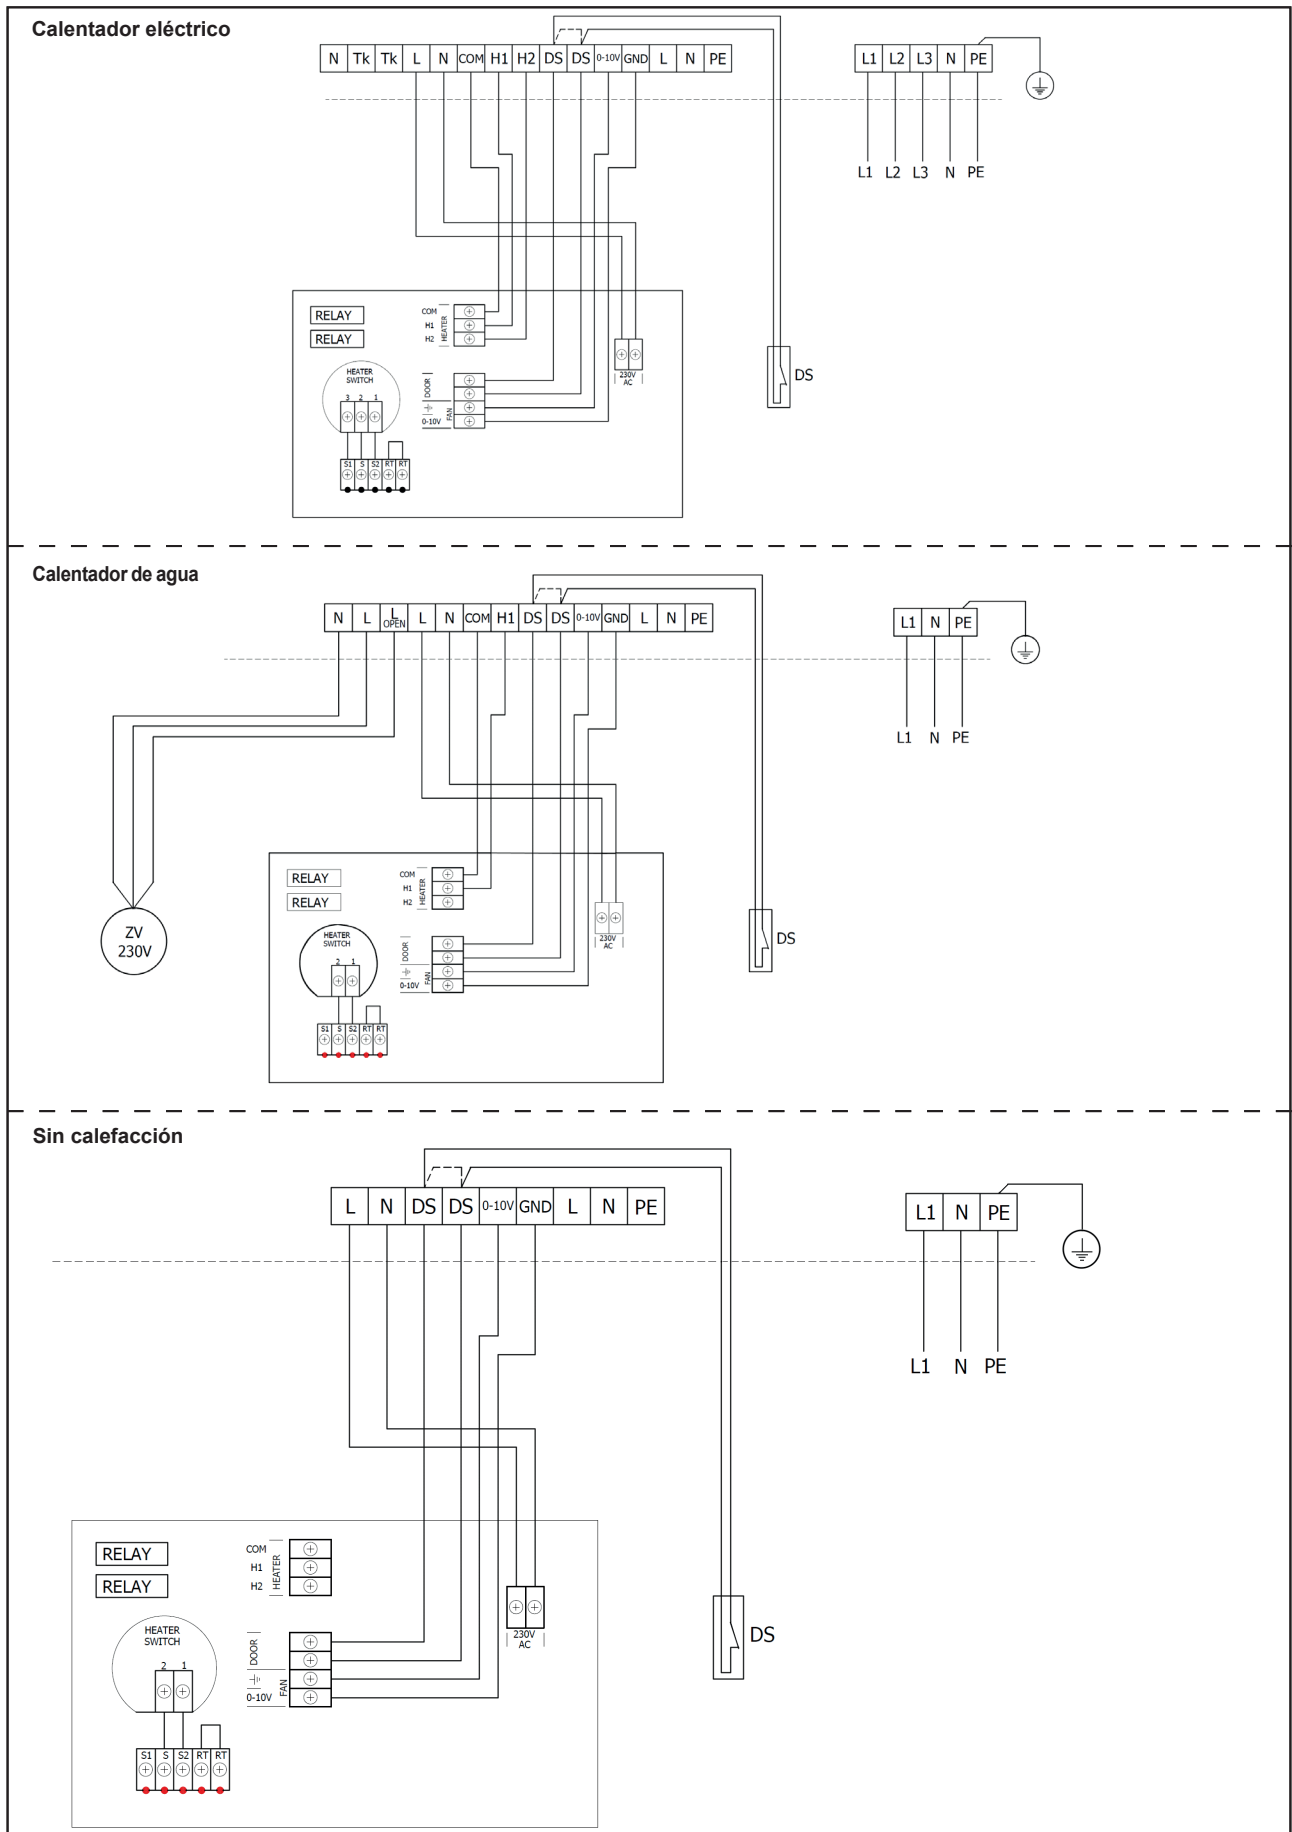 Calentador eléctrico
N Tk Tk L N COM H1 H2 DS DS 0-10V GND L N PE
L1 L2 L3 N PE
L1 L2 L3 N PE
RELAY
RELAY
COM
H1
H2
HEATER
HEATER
SWITCH
3 2 1
DOOR
FAN
0-10V
230V
AC
DS
S1 S S2 RT RT
Calentador de agua
N L L OPEN L N COM H1 DS DS 0-10V GND L N PE
L1 N PE
L1 N PE
ZV
230V
RELAY
RELAY
COM
H1
H2
HEATER
HEATER
SWITCH
2 1
DOOR
FAN
0-10V
230V
AC
DS
S1 S S2 RT RT
Sin calefacción
L N DS DS 0-10V GND L N PE
L1 N PE
L1 N PE
RELAY
RELAY
COM
H1
H2
HEATER
HEATER
SWITCH
2 1
DOOR
FAN
0-10V
230V
AC
DS
S1 S S2 RT RT